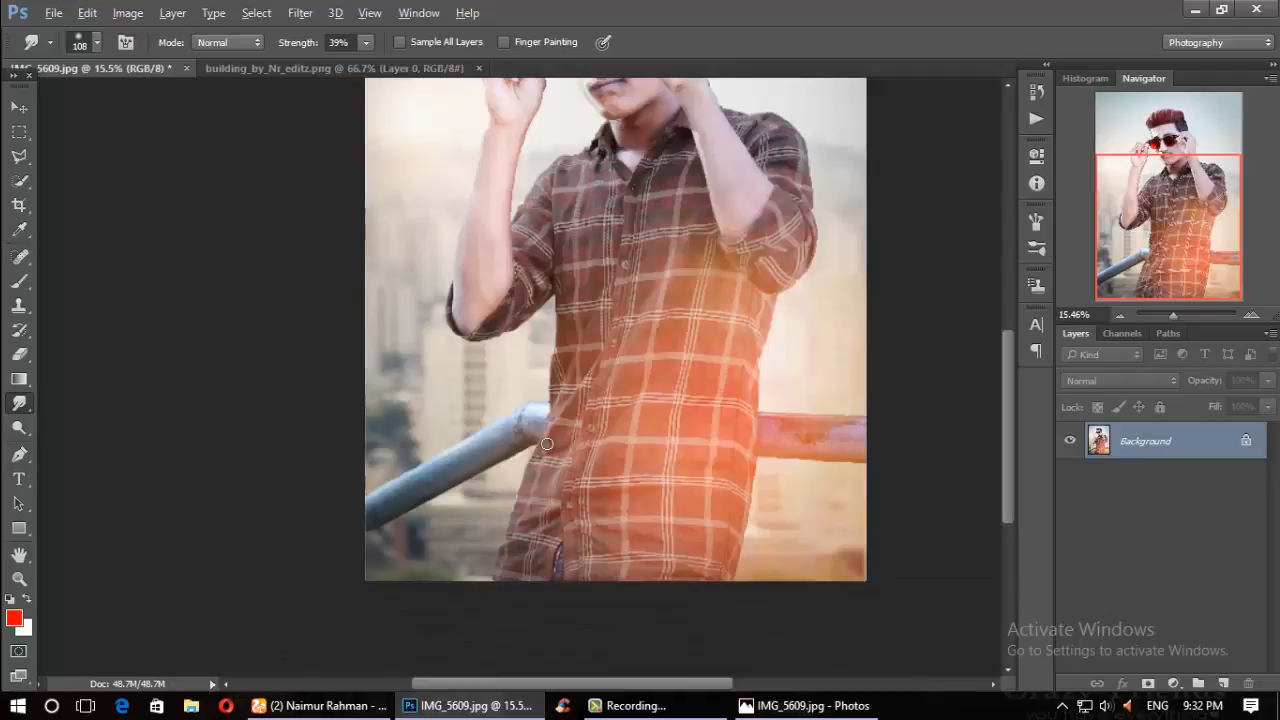 Ps File Edit Image Layer Type Select Filter 3D View Window Help
108 Mode: Normal Strength: 39% Sample All Layers Finger Painting Photography
IMG_5609.jpg @ 15.5% (RGB/8) * × building_by_Nr_editz.png @ 66.7% (Layer 0, RGB/8#) ×
Histogram Navigator
15.46%
Layers Channels Paths
Kind
Normal Opacity: 100%
Lock: Fill: 100%
Background
T
A
Activate Windows
Go to Settings to activate Windows.
Doc: 48.7M/48.7M
(2) Naimur Rahman - ... IMG_5609.jpg @ 15.5... Recording... IMG_5609.jpg - Photos ENG 9:32 PM